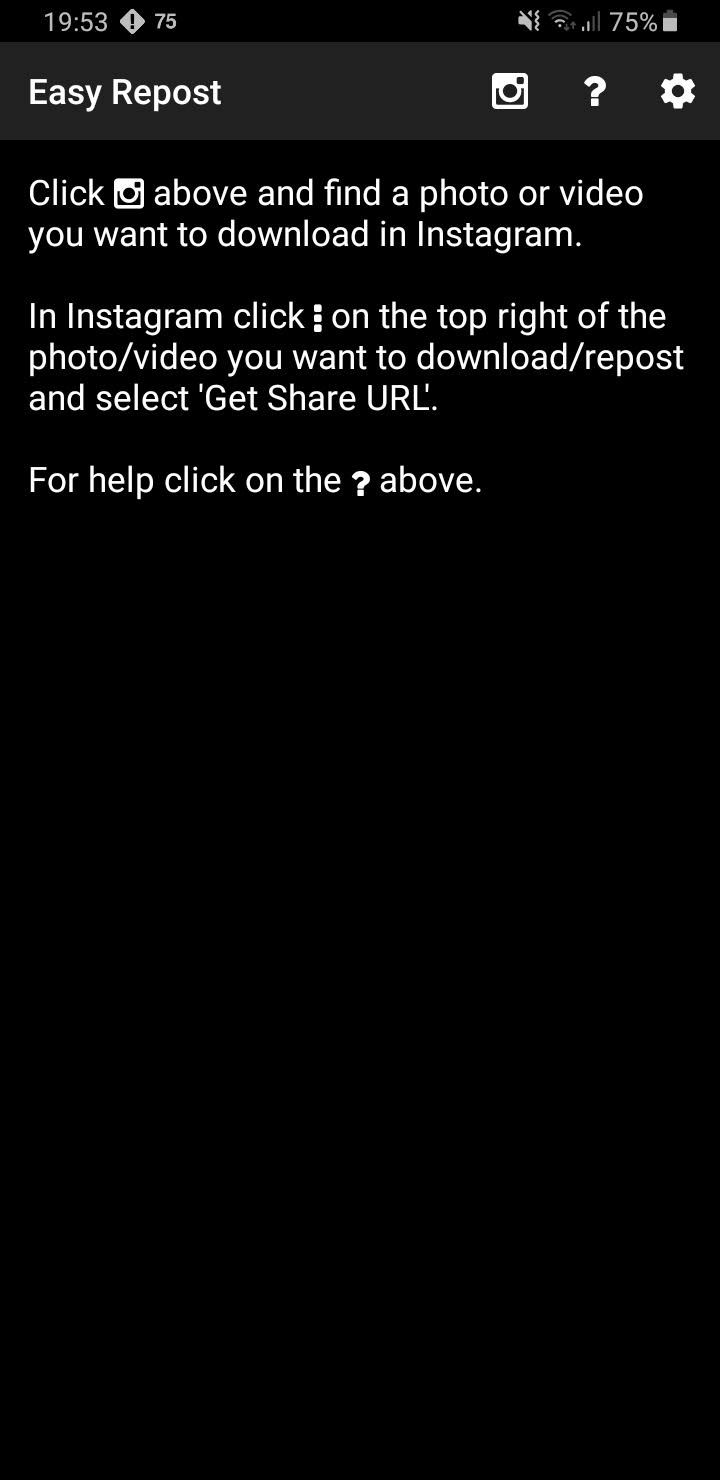 19:53 75 75%
Easy Repost ?
Click above and find a photo or video
you want to download in Instagram.
In Instagram click on the top right of the
photo/video you want to download/repost
and select 'Get Share URL'.
For help click on the ? above.